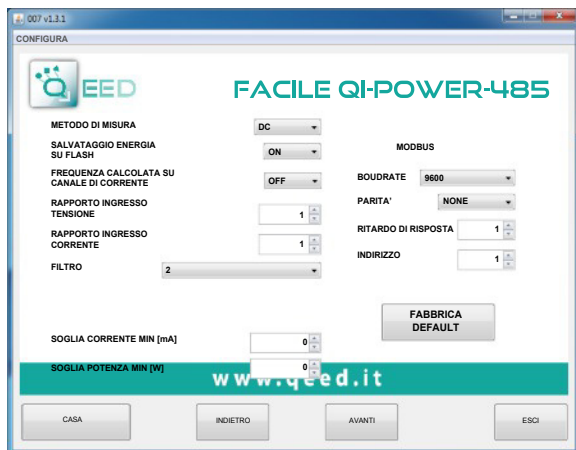 007 v1.3.1
CONFIGURA
QEED
FACILE QI-POWER-485
METODO DI MISURA
DC
SALVATAGGIO ENERGIA
SU FLASH
ON
FREQUENZA CALCOLATA SU
CANALE DI CORRENTE
OFF
RAPPORTO INGRESSO
TENSIONE
1
RAPPORTO INGRESSO
CORRENTE
1
FILTRO
2
MODBUS
BOUDRATE
9600
PARITA'
NONE
RITARDO DI RISPOSTA
1
INDIRIZZO
1
FABBRICA
DEFAULT
SOGLIA CORRENTE MIN [mA]
0
SOGLIA POTENZA MIN [W]
0
www.qeed.it
CASA
INDIETRO
AVANTI
ESCI